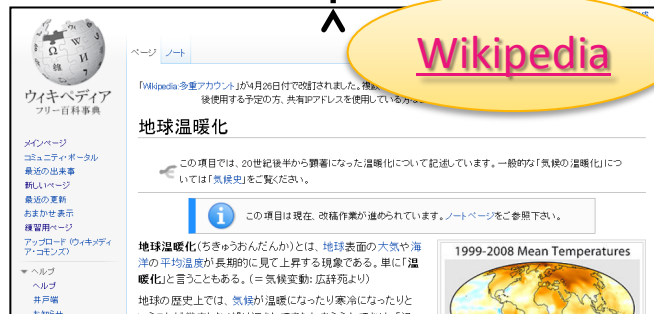 Wikipedia
ウィキペディア
フリー百科事典
メインページ
コミュニティ・ポータル
最近の出来事
新しいページ
最近の更新
おまかせ表示
練習用ページ
アップロード (ウィキメディ
ア・コモンズ)
ヘルプ
ヘルプ
井戸端
お知らせ
ページ ノート
「Wikipedia:多重アカウント」が4月26日付で改訂されました。
後使用する予定の方、共有IPアドレスを使用している
地球温暖化
この項目では、20世紀後半から顕著になった温暖化について記述しています。一般的な「気候の温暖化」につ
いては「気候史」をご覧ください。
この項目は現在、改稿作業が進められています。ノートページをご参照下さい。
地球温暖化(ちきゅうおんだんか)とは、地球表面の大気や海
洋の平均温度が長期的に見て上昇する現象である。単に「温
暖化」と言うこともある。(＝気候変動: 広辞苑より)
地球の歴史上では、気候が温暖になったり寒冷になったりと
1999-2008 Mean Temperatures